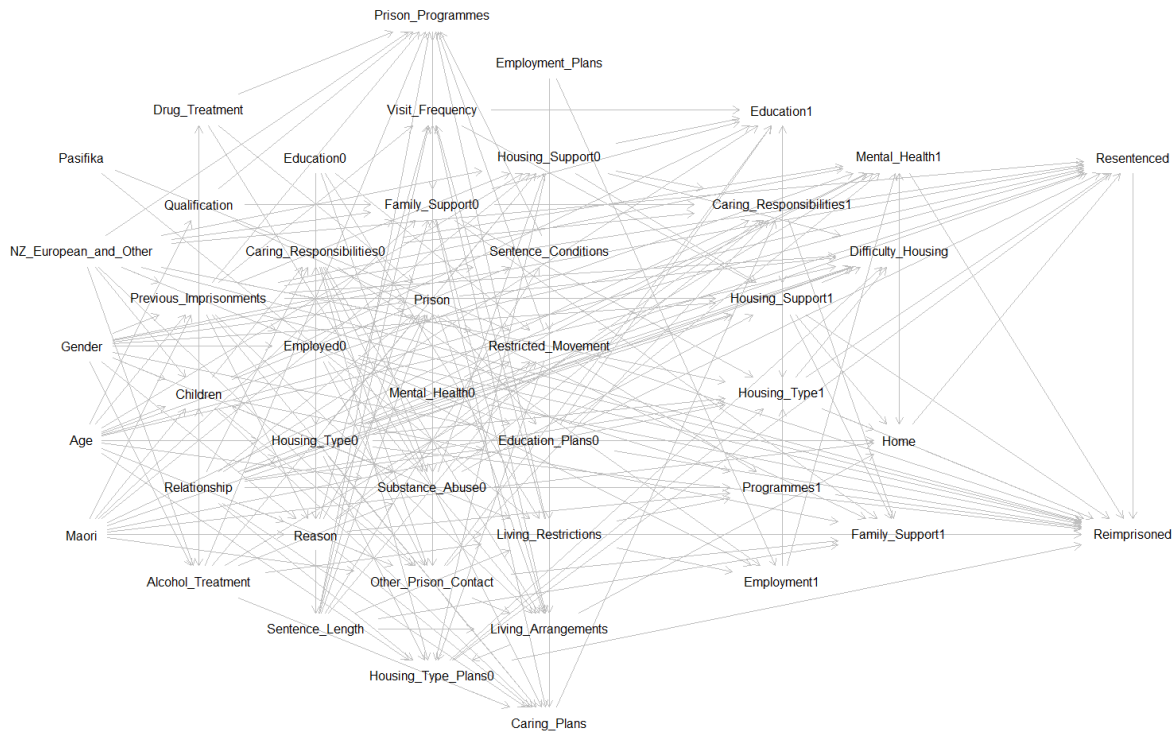 Prison_Programmes
Employment_Plans
Drug_Treatment
Visit_Frequency
Education1
Pasifika
Education0
Housing_Support0
Mental_Health1
Resentenced
Qualification
Family_Support0
Caring_Responsibilities1
NZ_European_and_Other
Caring_Responsibilities0
Sentence_Conditions
Difficulty_Housing
Previous_Imprisonments
Prison
Housing_Support1
Gender
Employed0
Restricted_Movement
Children
Mental_Health0
Housing_Type1
Age
Housing_Type0
Education_Plans0
Home
Relationship
Substance_Abuse0
Programmes1
Maori
Reason
Living_Restrictions
Family_Support1
Reimprisoned
Alcohol_Treatment
Other_Prison_Contact
Employment1
Sentence_Length
Living_Arrangements
Housing_Type_Plans0
Caring_Plans